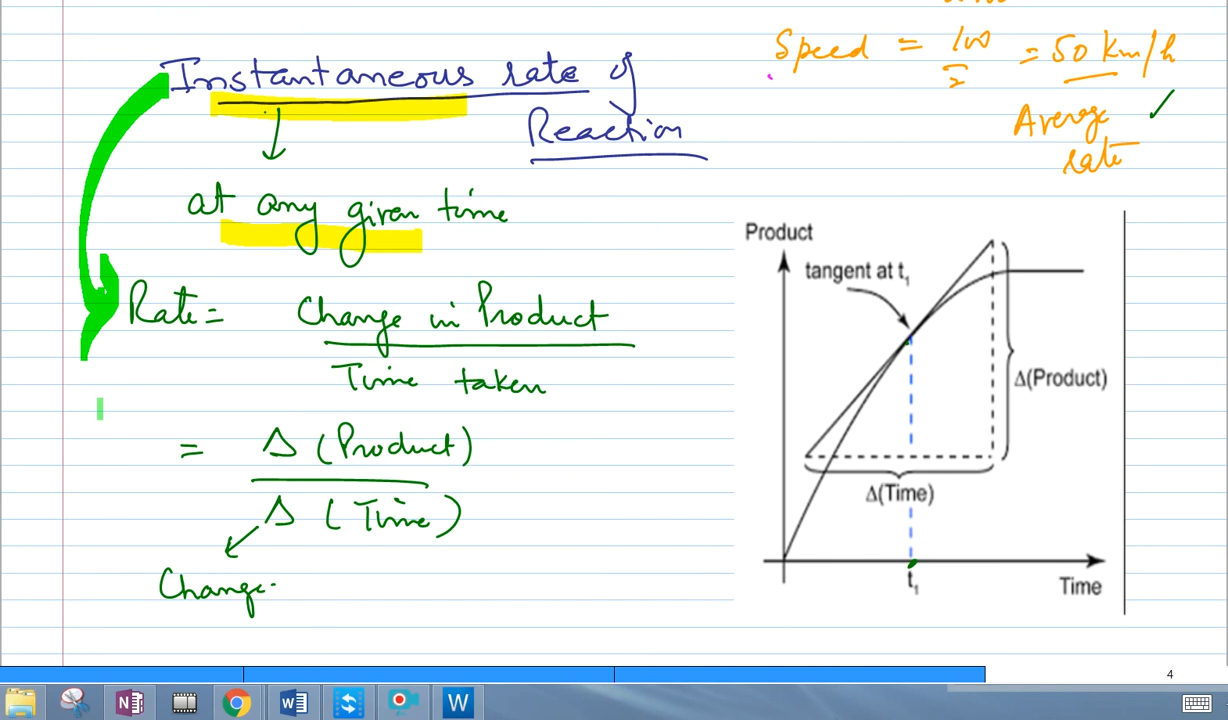 Speed = 100/2 = 50 km/h
Average rate ✓
Instantaneous rate of
Reaction
at any given time
Rate = Change in Product / Time taken
= Δ (Product) / Δ (Time)
Change
Product
tangent at t₁
Δ(Product)
Δ(Time)
t₁
Time
4
N
W
S
W